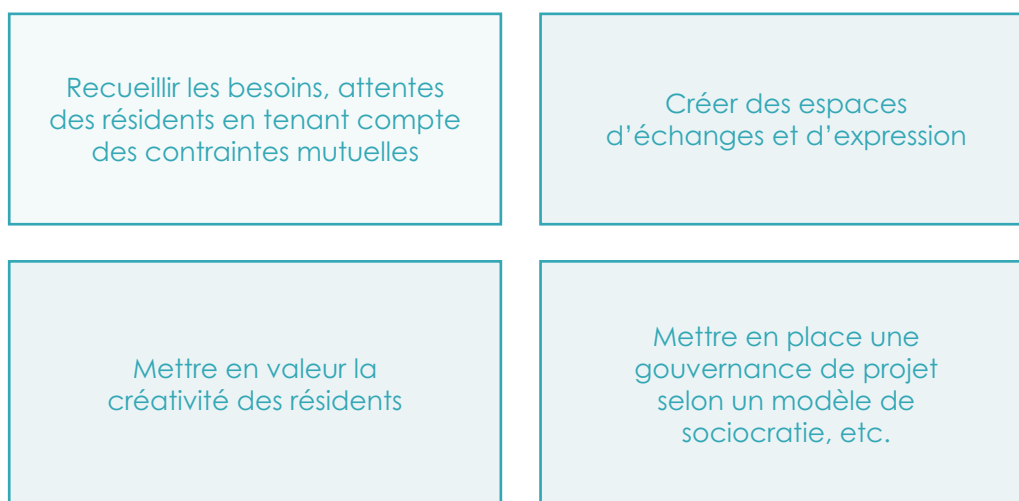 Recueillir les besoins, attentes
des résidents en tenant compte
des contraintes mutuelles
Créer des espaces
d’échanges et d’expression
Mettre en valeur la
créativité des résidents
Mettre en place une
gouvernance de projet
selon un modèle de
sociocratie, etc.